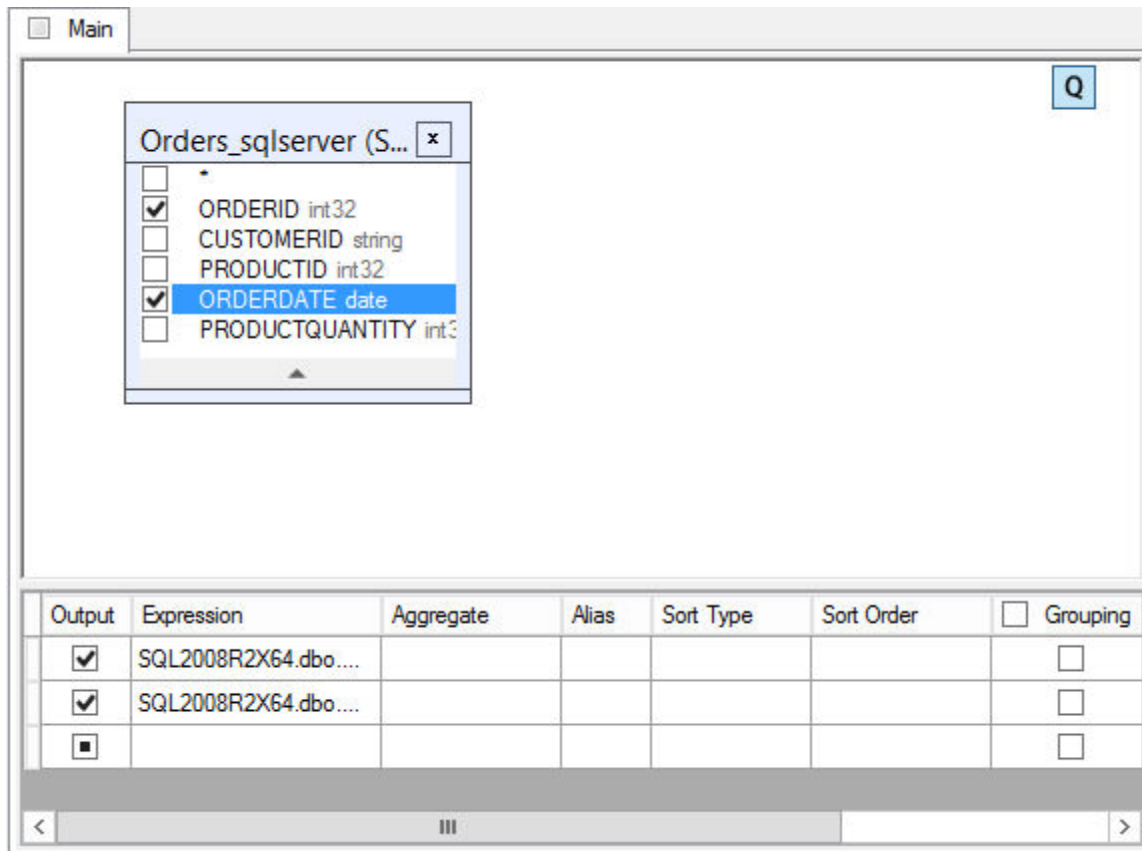 Main
Q
Orders_sqlserver (S... x
*
ORDERID int32
CUSTOMERID string
PRODUCTID int32
ORDERDATE date
PRODUCTQUANTITY int3
Output Expression Aggregate Alias Sort Type Sort Order Grouping
SQL2008R2X64.dbo....
SQL2008R2X64.dbo....